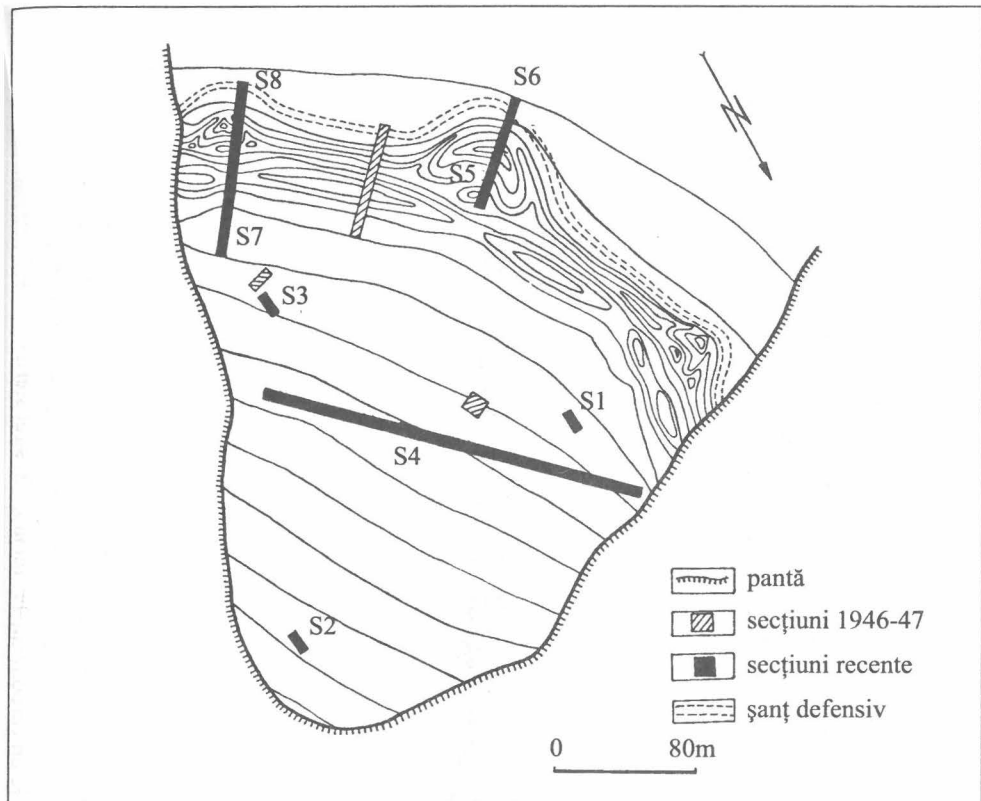 S8
S6
N
S5
S7
S3
S1
S4
S2
pantă
secțiuni 1946-47
secțiuni recente
șanț defensiv
0 80m